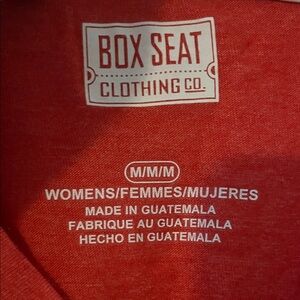 BOX SEAT
CLOTHING CO.
M/M/M
WOMENS/FEMMES/MUJERES
MADE IN GUATEMALA
FABRIQUE AU GUATEMALA
HECHO EN GUATEMALA